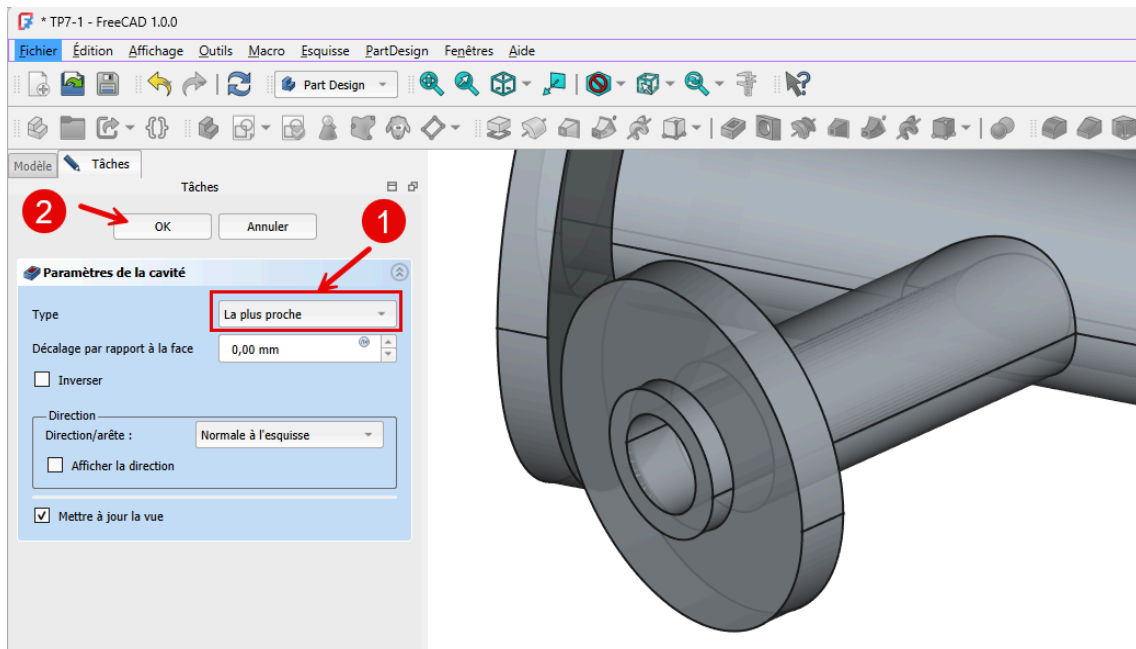 * TP7-1 - FreeCAD 1.0.0
Fichier Édition Affichage Outils Macro Esquisse PartDesign Fenêtres Aide
Part Design
Modèle Tâches
Tâches
2 OK Annuler 1
Paramètres de la cavité
Type La plus proche
Décalage par rapport à la face 0,00 mm
Inverser
Direction
Direction/arête : Normale à l'esquisse
Afficher la direction
Mettre à jour la vue